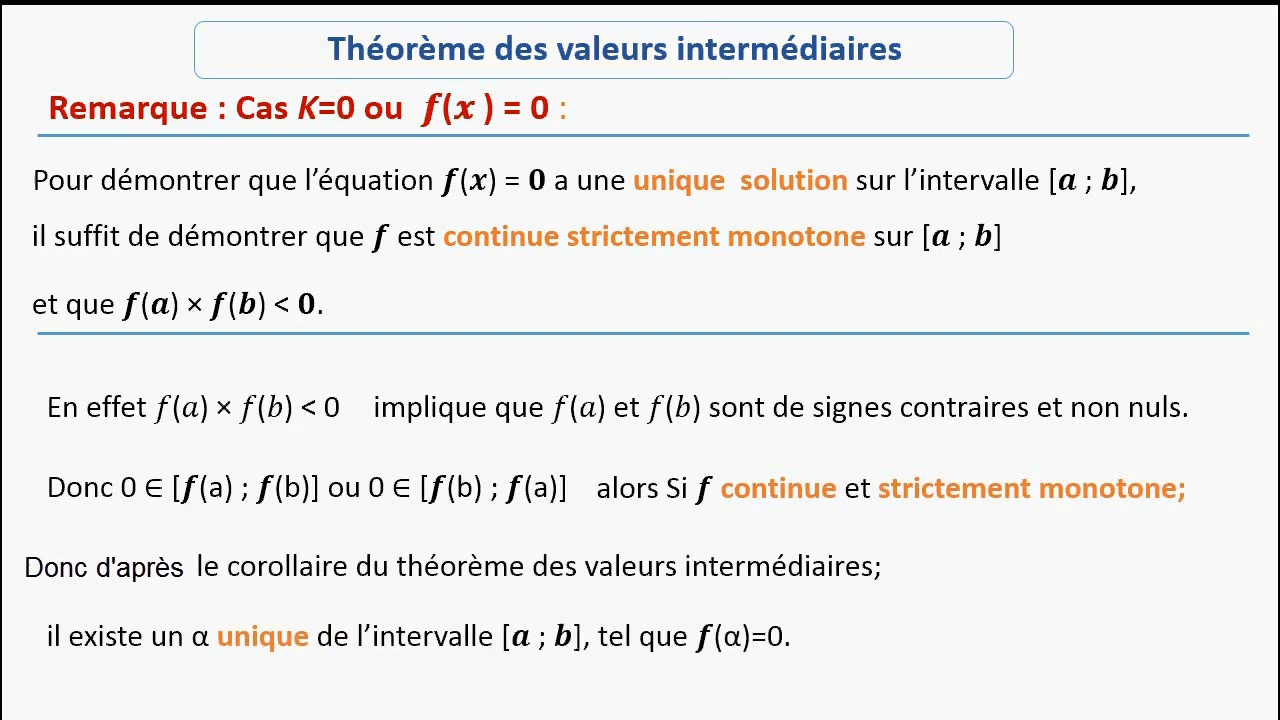 Théorème des valeurs intermédiaires
Remarque : Cas K=0 ou f(x ) = 0 :
Pour démontrer que l’équation f(x) = 0 a une unique solution sur l’intervalle [a ; b],
il suffit de démontrer que f est continue strictement monotone sur [a ; b]
et que f(a) × f(b) < 0.
En effet f(a) × f(b) < 0 implique que f(a) et f(b) sont de signes contraires et non nuls.
Donc 0 ∈ [f(a) ; f(b)] ou 0 ∈ [f(b) ; f(a)] alors Si f continue et strictement monotone;
Donc d'après le corollaire du théorème des valeurs intermédiaires;
il existe un α unique de l’intervalle [a ; b], tel que f(α)=0.